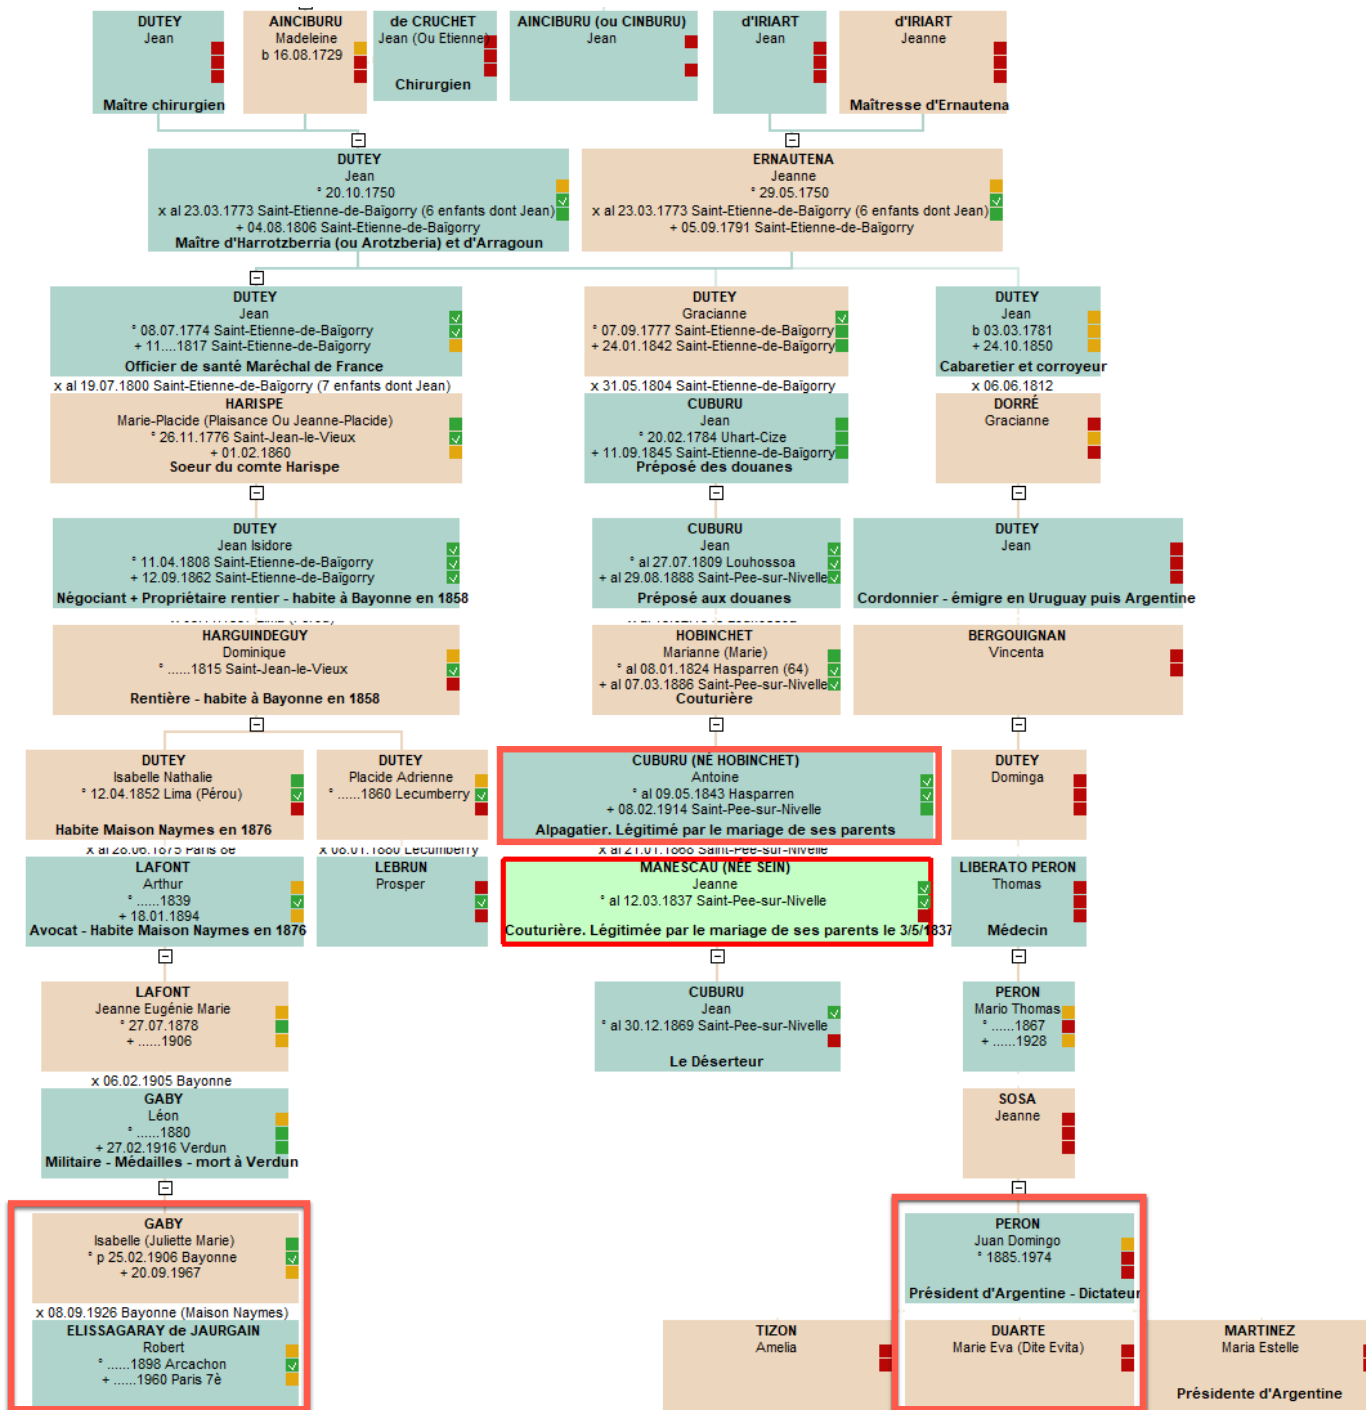 DUTEY
Jean
Maître chirurgien
AINCIBURU
Madeleine
b 16.08.1729
de CRUCHET
Jean (Ou Etienne)
Chirurgien
AINCIBURU (ou CINBURU)
Jean
d'IRIART
Jean
d'IRIART
Jeanne
Maîtresse d'Ernautena
DUTEY
Jean
° 20.10.1750
x al 23.03.1773 Saint-Etienne-de-Baïgorry (6 enfants dont Jean)
+ 04.08.1806 Saint-Etienne-de-Baïgorry
Maître d'Harrotzberria (ou Arotzberia) et d'Arragoun
ERNAUTENA
Jeanne
° 29.05.1750
x al 23.03.1773 Saint-Etienne-de-Baïgorry (6 enfants dont Jean)
+ 05.09.1791 Saint-Etienne-de-Baïgorry
DUTEY
Jean
° 08.07.1774 Saint-Etienne-de-Baïgorry
+ 11....1817 Saint-Etienne-de-Baïgorry
Officier de santé Maréchal de France
x al 19.07.1800 Saint-Etienne-de-Baïgorry (7 enfants dont Jean)
HARISPE
Marie-Placide (Plaisance Ou Jeanne-Placide)
° 26.11.1776 Saint-Jean-le-Vieux
+ 01.02.1860
Soeur du comte Harispe
DUTEY
Gracianne
° 07.09.1777 Saint-Etienne-de-Baïgorry
+ 24.01.1842 Saint-Etienne-de-Baïgorry
x 31.05.1804 Saint-Etienne-de-Baïgorry
CUBURU
Jean
° 20.02.1784 Uhart-Cize
+ 11.09.1845 Saint-Etienne-de-Baïgorry
Préposé des douanes
DUTEY
Jean
b 03.03.1781
+ 24.10.1850
Cabaretier et corroyeur
x 06.06.1812
DORRÉ
Gracianne
DUTEY
Jean Isidore
° 11.04.1808 Saint-Etienne-de-Baïgorry
+ 12.09.1862 Saint-Etienne-de-Baïgorry
Négociant + Propriétaire rentier - habite à Bayonne en 1858
HARGUINDEGUY
Dominique
° ......1815 Saint-Jean-le-Vieux
Rentière - habite à Bayonne en 1858
CUBURU
Jean
° al 27.07.1809 Louhossoa
+ al 29.08.1888 Saint-Pee-sur-Nivelle
Préposé aux douanes
HOBINCHET
Marianne (Marie)
° al 08.01.1824 Hasparren (64)
+ al 07.03.1886 Saint-Pee-sur-Nivelle
Couturière
DUTEY
Jean
Cordonnier - émigre en Uruguay puis Argentine
BERGOUIGNAN
Vincenta
DUTEY
Isabelle Nathalie
° 12.04.1852 Lima (Pérou)
Habite Maison Naymes en 1876
x al 28.06.1875 Paris 8e
LAFONT
Arthur
° ......1839
+ 18.01.1894
Avocat - Habite Maison Naymes en 1876
DUTEY
Placide Adrienne
° ......1860 Lecumberry
x 08.01.1880 Lecumberry
LEBRUN
Prosper
CUBURU (NÉ HOBINCHET)
Antoine
° al 09.05.1843 Hasparren
+ 08.02.1914 Saint-Pee-sur-Nivelle
Alpagatier. Légitimé par le mariage de ses parents
x al 21.01.1868 Saint-Pee-sur-Nivelle
MANESCAU (NÉE SEIN)
Jeanne
° al 12.03.1837 Saint-Pee-sur-Nivelle
Couturière. Légitimée par le mariage de ses parents le 3/5/1837
DUTEY
Dominga
LIBERATO PERON
Thomas
Médecin
LAFONT
Jeanne Eugénie Marie
° 27.07.1878
+ ......1906
x 06.02.1905 Bayonne
GABY
Léon
° ......1880
+ 27.02.1916 Verdun
Militaire - Médailles - mort à Verdun
CUBURU
Jean
° al 30.12.1869 Saint-Pee-sur-Nivelle
Le Déserteur
PERON
Mario Thomas
° ......1867
+ ......1928
SOSA
Jeanne
GABY
Isabelle (Juliette Marie)
° p 25.02.1906 Bayonne
+ 20.09.1967
x 08.09.1926 Bayonne (Maison Naymes)
ELISSAGARAY de JAURGAIN
Robert
° ......1898 Arcachon
+ ......1960 Paris 7è
PERON
Juan Domingo
° 1885.1974
Président d'Argentine - Dictateur
TIZON
Amelia
DUARTE
Marie Eva (Dite Evita)
MARTINEZ
Maria Estelle
Présidente d'Argentine